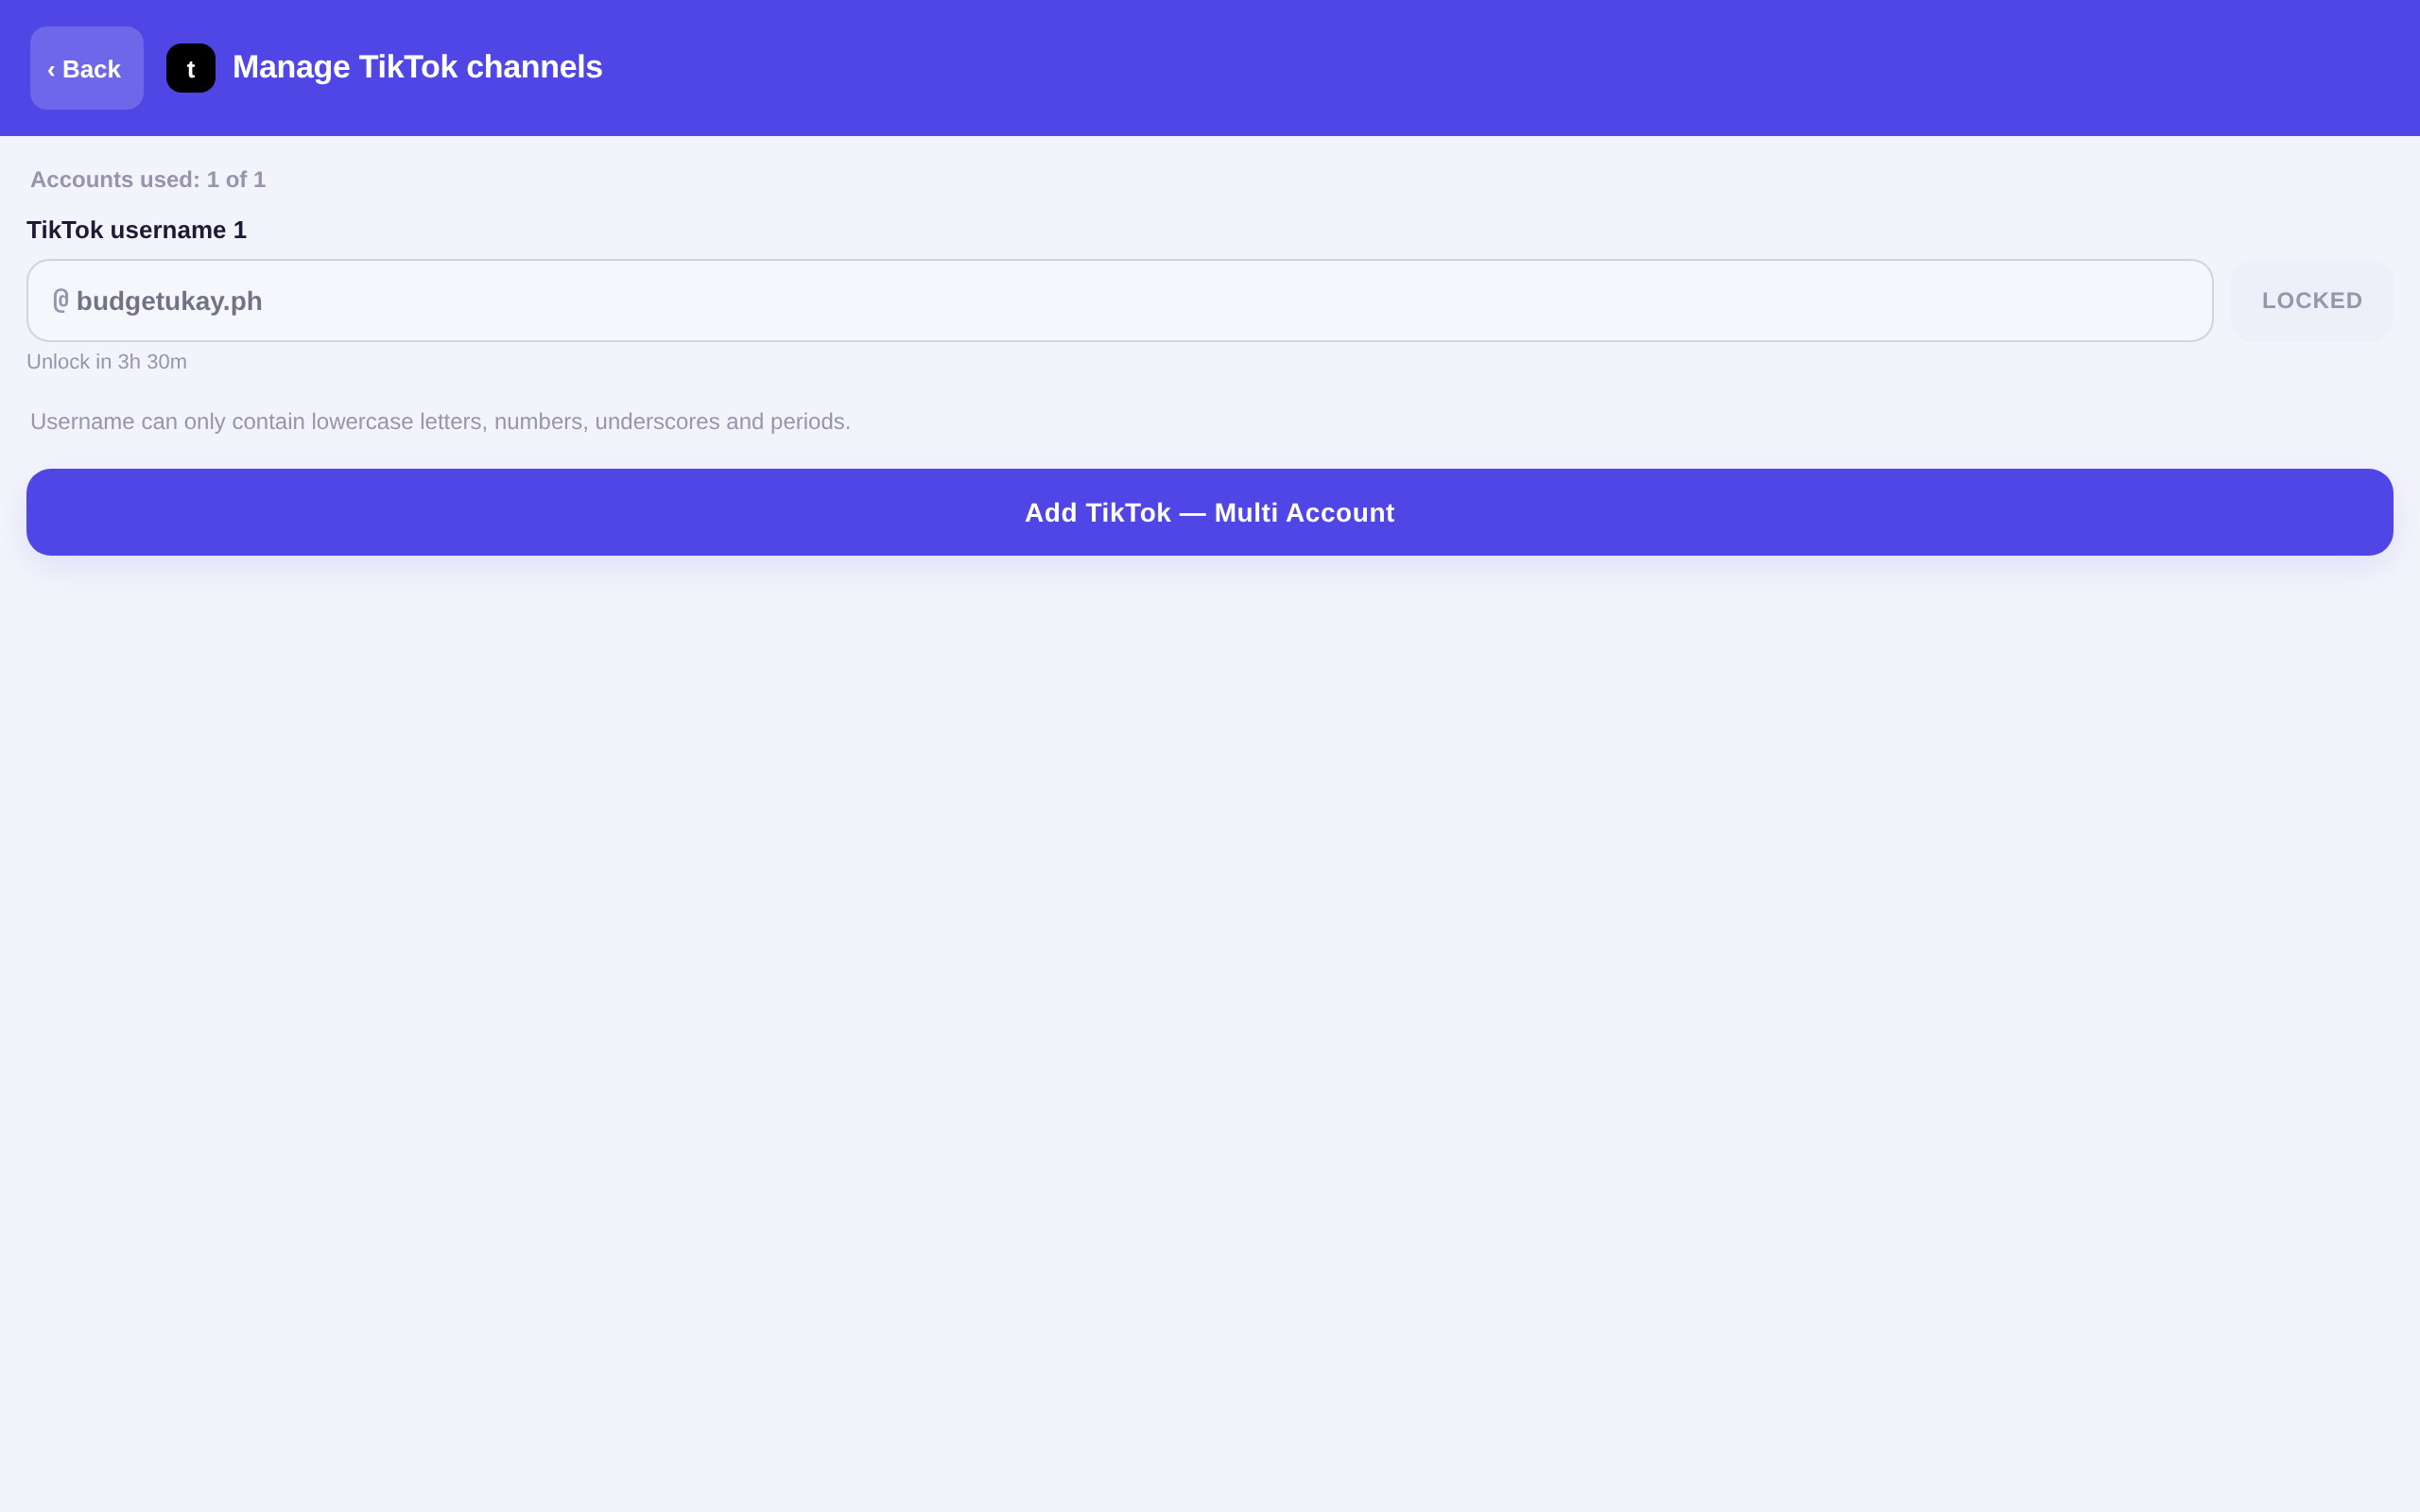 ‹ Back
t
Manage TikTok channels
Accounts used: 1 of 1
TikTok username 1
@ budgetukay.ph
LOCKED
Unlock in 3h 30m
Username can only contain lowercase letters, numbers, underscores and periods.
Add TikTok — Multi Account